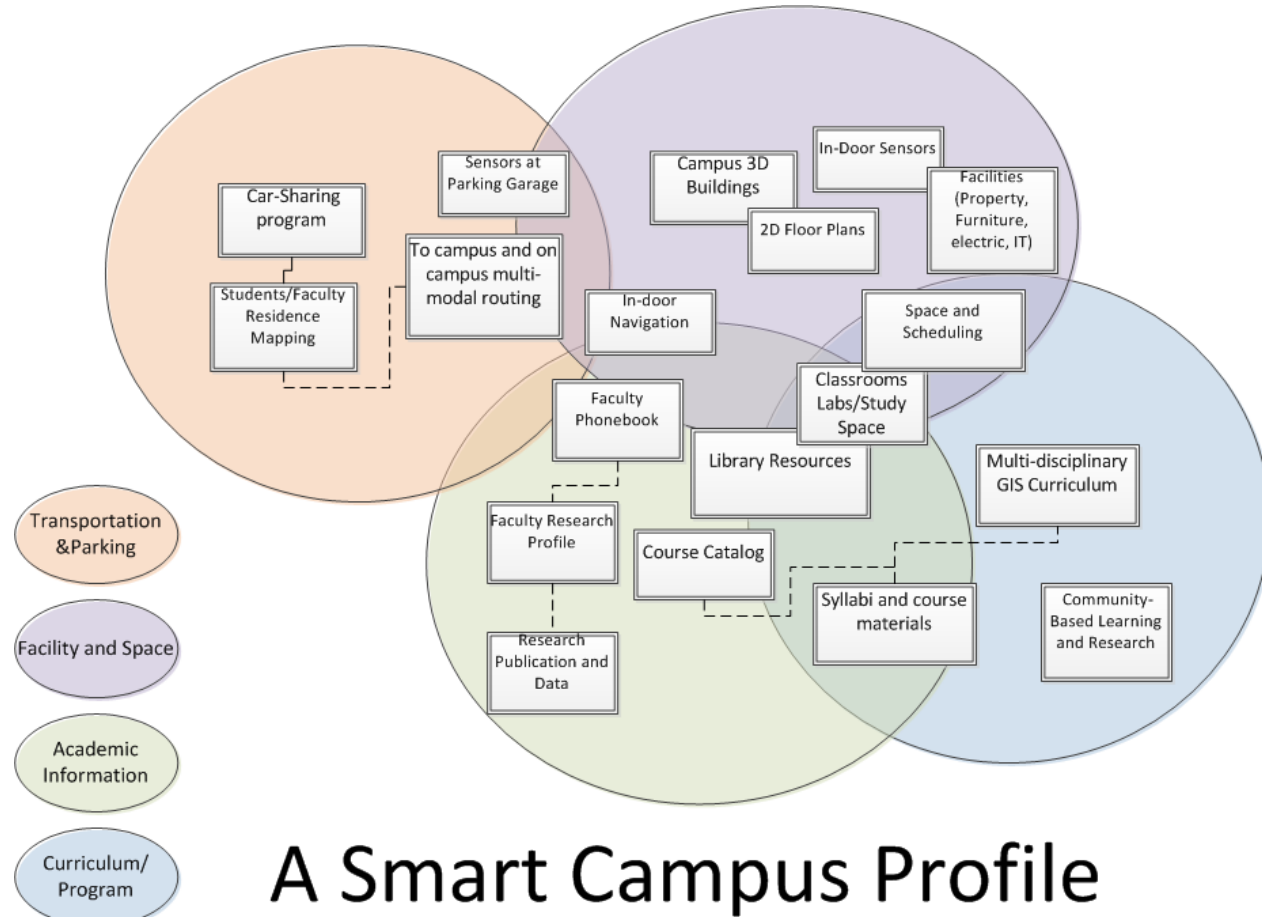 Sensors at
Parking Garage
Car-Sharing
program
To campus and on
campus multi-
modal routing
Students/Faculty
Residence
Mapping
Campus 3D
Buildings
In-Door Sensors
Facilities
(Property,
Furniture,
electric, IT)
2D Floor Plans
In-door
Navigation
Space and
Scheduling
Classrooms
Labs/Study
Space
Faculty
Phonebook
Library Resources
Multi-disciplinary
GIS Curriculum
Faculty Research
Profile
Course Catalog
Syllabi and course
materials
Community-
Based Learning
and Research
Research
Publication and
Data
Transportation
&Parking
Facility and Space
Academic
Information
Curriculum/
Program
A Smart Campus Profile